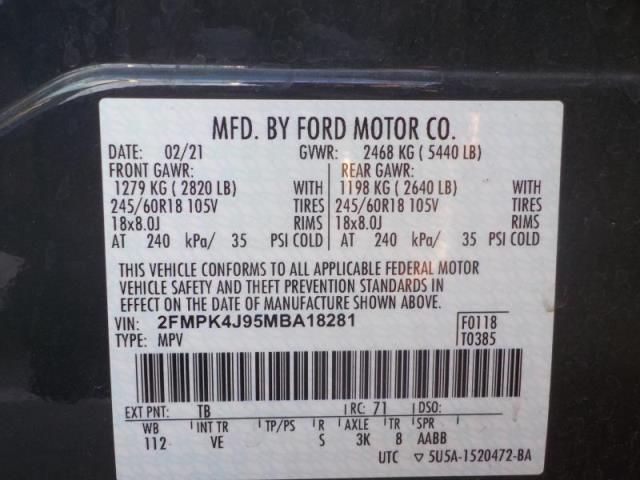 MFD. BY FORD MOTOR CO.
DATE: 02/21 GVWR: 2468 KG ( 5440 LB)
FRONT GAWR: REAR GAWR:
1279 KG ( 2820 LB) WITH 1198 KG ( 2640 LB) WITH
245/60R18 105V TIRES 245/60R18 105V TIRES
18x8.0J RIMS 18x8.0J RIMS
AT 240 kPa/ 35 PSI COLD AT 240 kPa/ 35 PSI COLD
THIS VEHICLE CONFORMS TO ALL APPLICABLE FEDERAL MOTOR
VEHICLE SAFETY AND THEFT PREVENTION STANDARDS IN
EFFECT ON THE DATE OF MANUFACTURE SHOWN ABOVE.
VIN: 2FMPK4J95MBA18281 F0118
TYPE: MPV T0385
EXT PNT: TB RC: 71 DSO:
WB INT TR TP/PS R AXLE TR SPR
112 VE S 3K 8 AABB
UTC ▽ 5U5A-1520472-BA